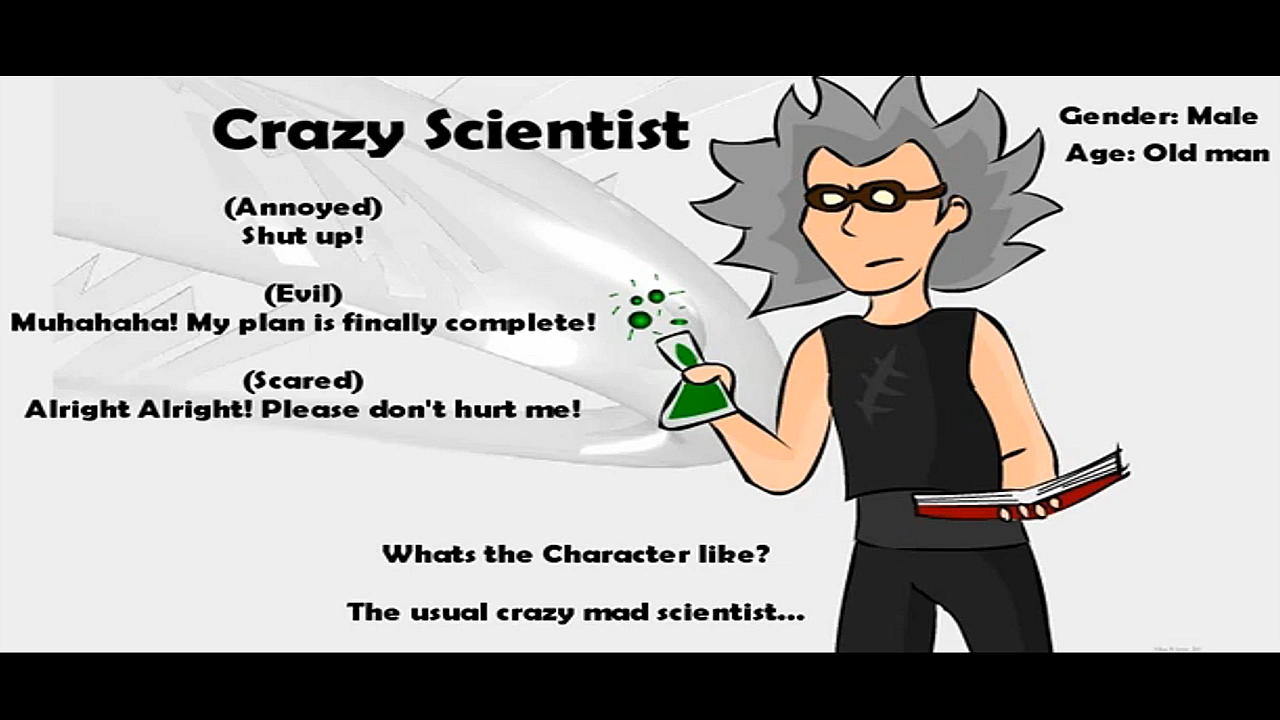 Crazy Scientist
Gender: Male
Age: Old man
(Annoyed)
Shut up!
(Evil)
Muhahaha! My plan is finally complete!
(Scared)
Alright Alright! Please don't hurt me!
Whats the Character like?
The usual crazy mad scientist...